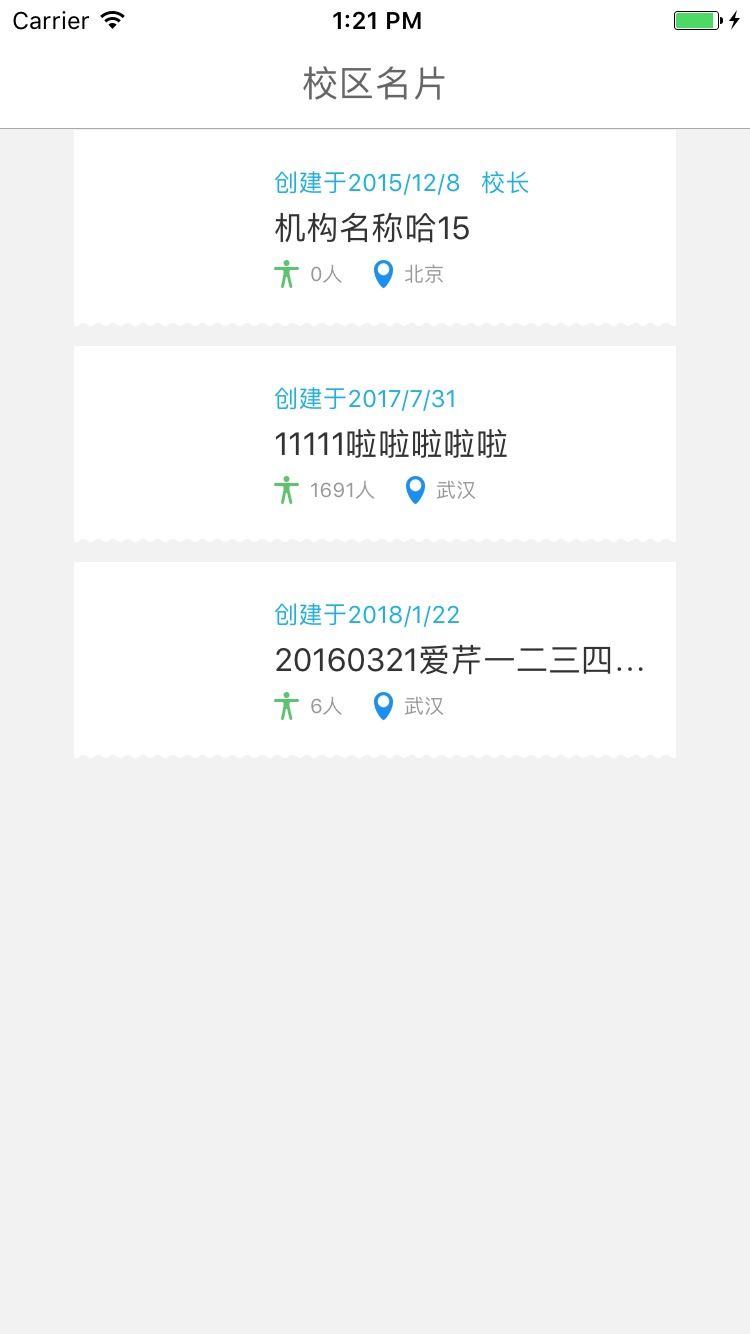 Carrier 1:21 PM
校区名片
创建于2015/12/8 校长
机构名称哈15
0人 北京
创建于2017/7/31
11111啦啦啦啦啦
1691人 武汉
创建于2018/1/22
20160321爱芹一二三四...
6人 武汉